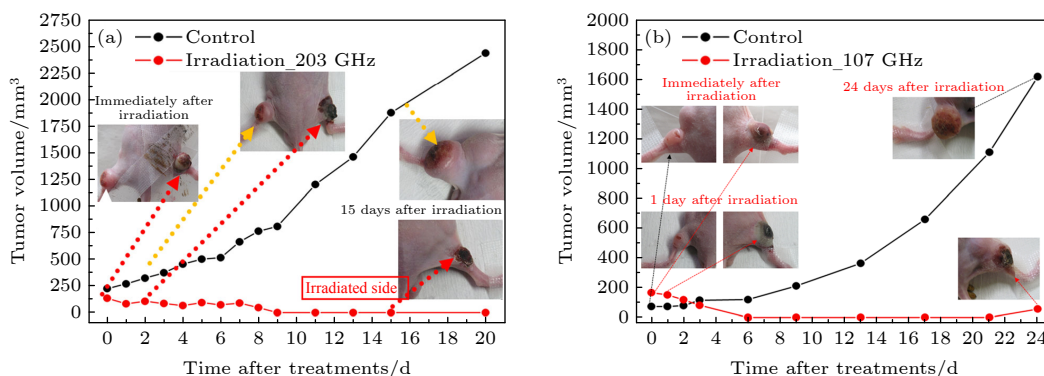 (a)
Control
Irradiation_203 GHz
Immediately after
irradiation
15 days after irradiation
Irradiated side
Tumor volume/mm³
2750
2500
2250
2000
1750
1500
1250
1000
750
500
250
0
0 2 4 6 8 10 12 14 16 18 20
Time after treatments/d
(b)
Control
Irradiation_107 GHz
Immediately after
irradiation
24 days after irradiation
1 day after irradiation
Tumor volume/mm³
2000
1800
1600
1400
1200
1000
800
600
400
200
0
0 2 4 6 8 10 12 14 16 18 20 22 24
Time after treatments/d